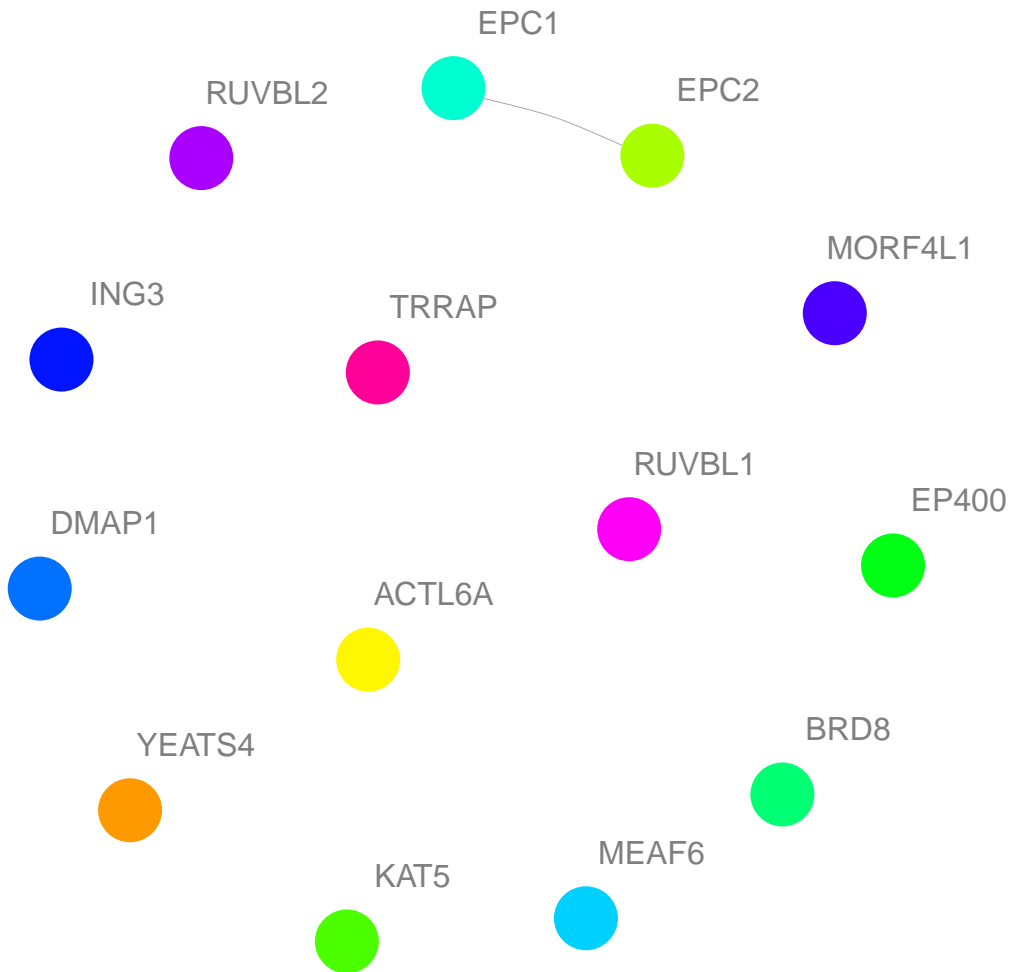 EPC1
EPC2
RUVBL2
MORF4L1
ING3
TRRAP
RUVBL1
EP400
DMAP1
ACTL6A
BRD8
YEATS4
MEAF6
KAT5